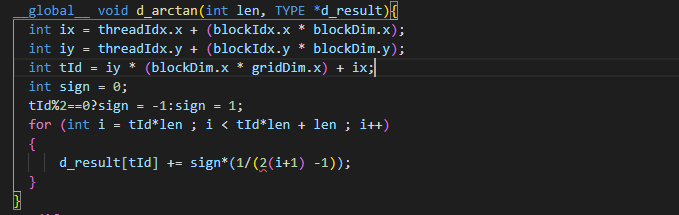 __global__ void d_arctan(int len, TYPE *d_result){
int ix = threadIdx.x + (blockIdx.x * blockDim.x);
int iy = threadIdx.y + (blockIdx.y * blockDim.y);
int tId = iy * (blockDim.x * gridDim.x) + ix;
int sign = 0;
tId%2==0?sign = -1:sign = 1;
for (int i = tId*len ; i < tId*len + len ; i++)
{
d_result[tId] += sign*(1/(2(i+1) -1));
}
}